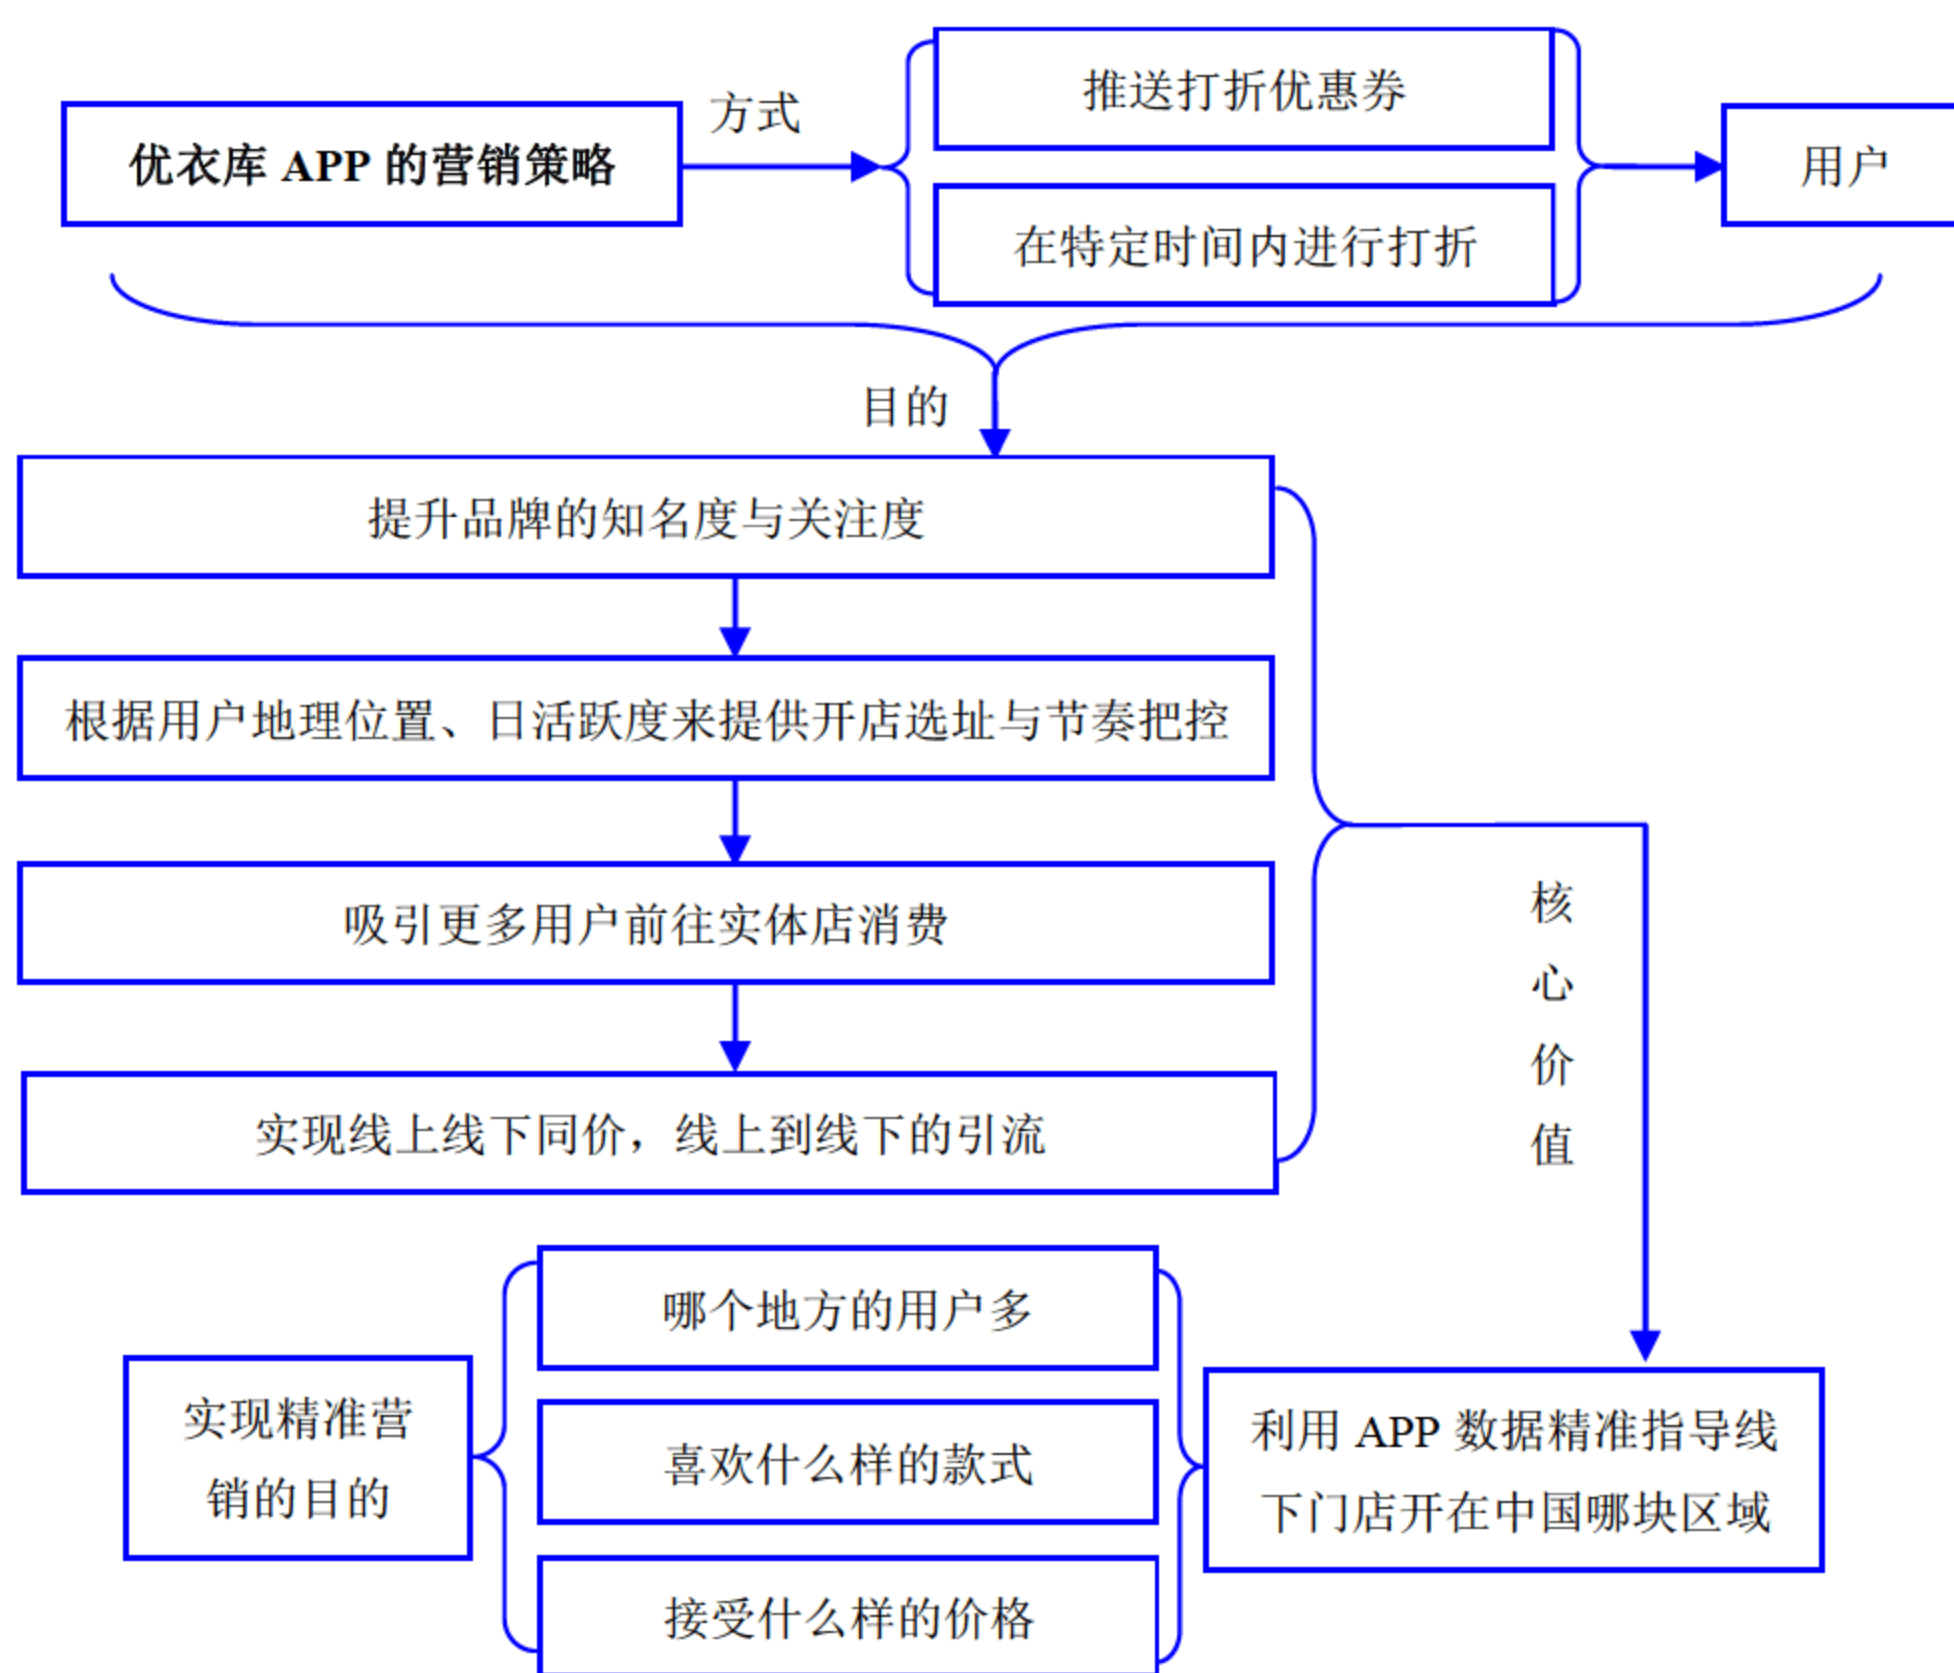 优衣库 APP 的营销策略
方式
推送打折优惠券
在特定时间内进行打折
用户
目的
提升品牌的知名度与关注度
根据用户地理位置、日活跃度来提供开店选址与节奏把控
吸引更多用户前往实体店消费
实现线上线下同价，线上到线下的引流
核
心
价
值
利用 APP 数据精准指导线
下门店开在中国哪块区域
哪个地方的用户多
喜欢什么样的款式
接受什么样的价格
实现精准营
销的目的